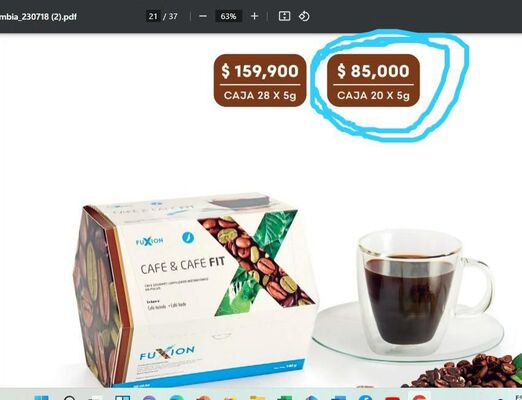 mbia_230718 (2).pdf
21 / 37
63%
$ 159,900
CAJA 28 X 5g
$ 85,000
CAJA 20 X 5g
FUXION
CAFE & CAFE FIT
CAFE & CAFE FIT
FUXION